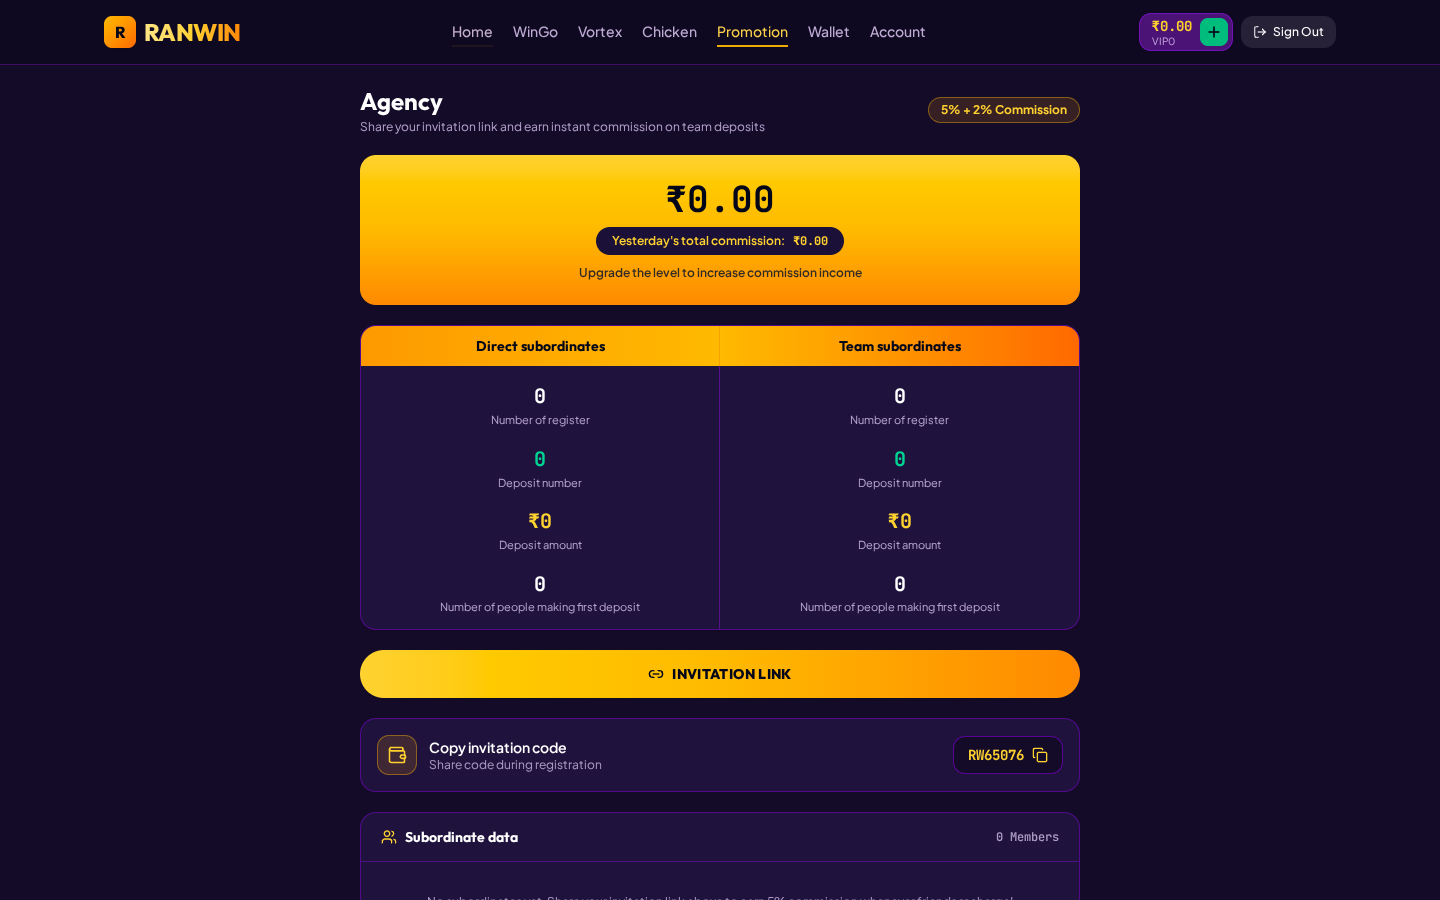 R RANWIN
Home WinGo Vortex Chicken Promotion Wallet Account
₹0.00
VIP0
Sign Out
Agency
Share your invitation link and earn instant commission on team deposits
5% + 2% Commission
₹0.00
Yesterday's total commission: ₹0.00
Upgrade the level to increase commission income
Direct subordinates
Team subordinates
0
Number of register
0
Number of register
0
Deposit number
0
Deposit number
₹0
Deposit amount
₹0
Deposit amount
0
Number of people making first deposit
0
Number of people making first deposit
INVITATION LINK
Copy invitation code
Share code during registration
RW65076
Subordinate data
0 Members